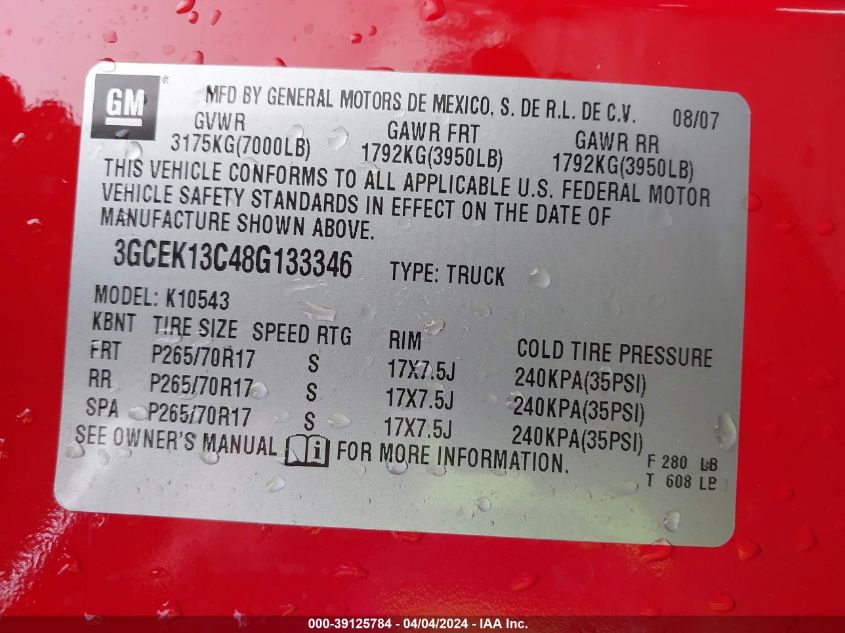 GM ®
MFD BY GENERAL MOTORS DE MEXICO, S. DE R.L. DE C.V. 08/07
GVWR GAWR FRT GAWR RR
3175KG(7000LB) 1792KG(3950LB) 1792KG(3950LB)
THIS VEHICLE CONFORMS TO ALL APPLICABLE U.S. FEDERAL MOTOR
VEHICLE SAFETY STANDARDS IN EFFECT ON THE DATE OF
MANUFACTURE SHOWN ABOVE.
3GCEK13C48G133346 TYPE: TRUCK
MODEL: K10543
KBNT TIRE SIZE SPEED RTG RIM COLD TIRE PRESSURE
FRT P265/70R17 S 17X7.5J 240KPA(35PSI)
RR P265/70R17 S 17X7.5J 240KPA(35PSI)
SPA P265/70R17 S 17X7.5J 240KPA(35PSI)
SEE OWNER'S MANUAL i FOR MORE INFORMATION.
F 280 LB
T 608 LB
000-39125784 - 04/04/2024 - IAA Inc.